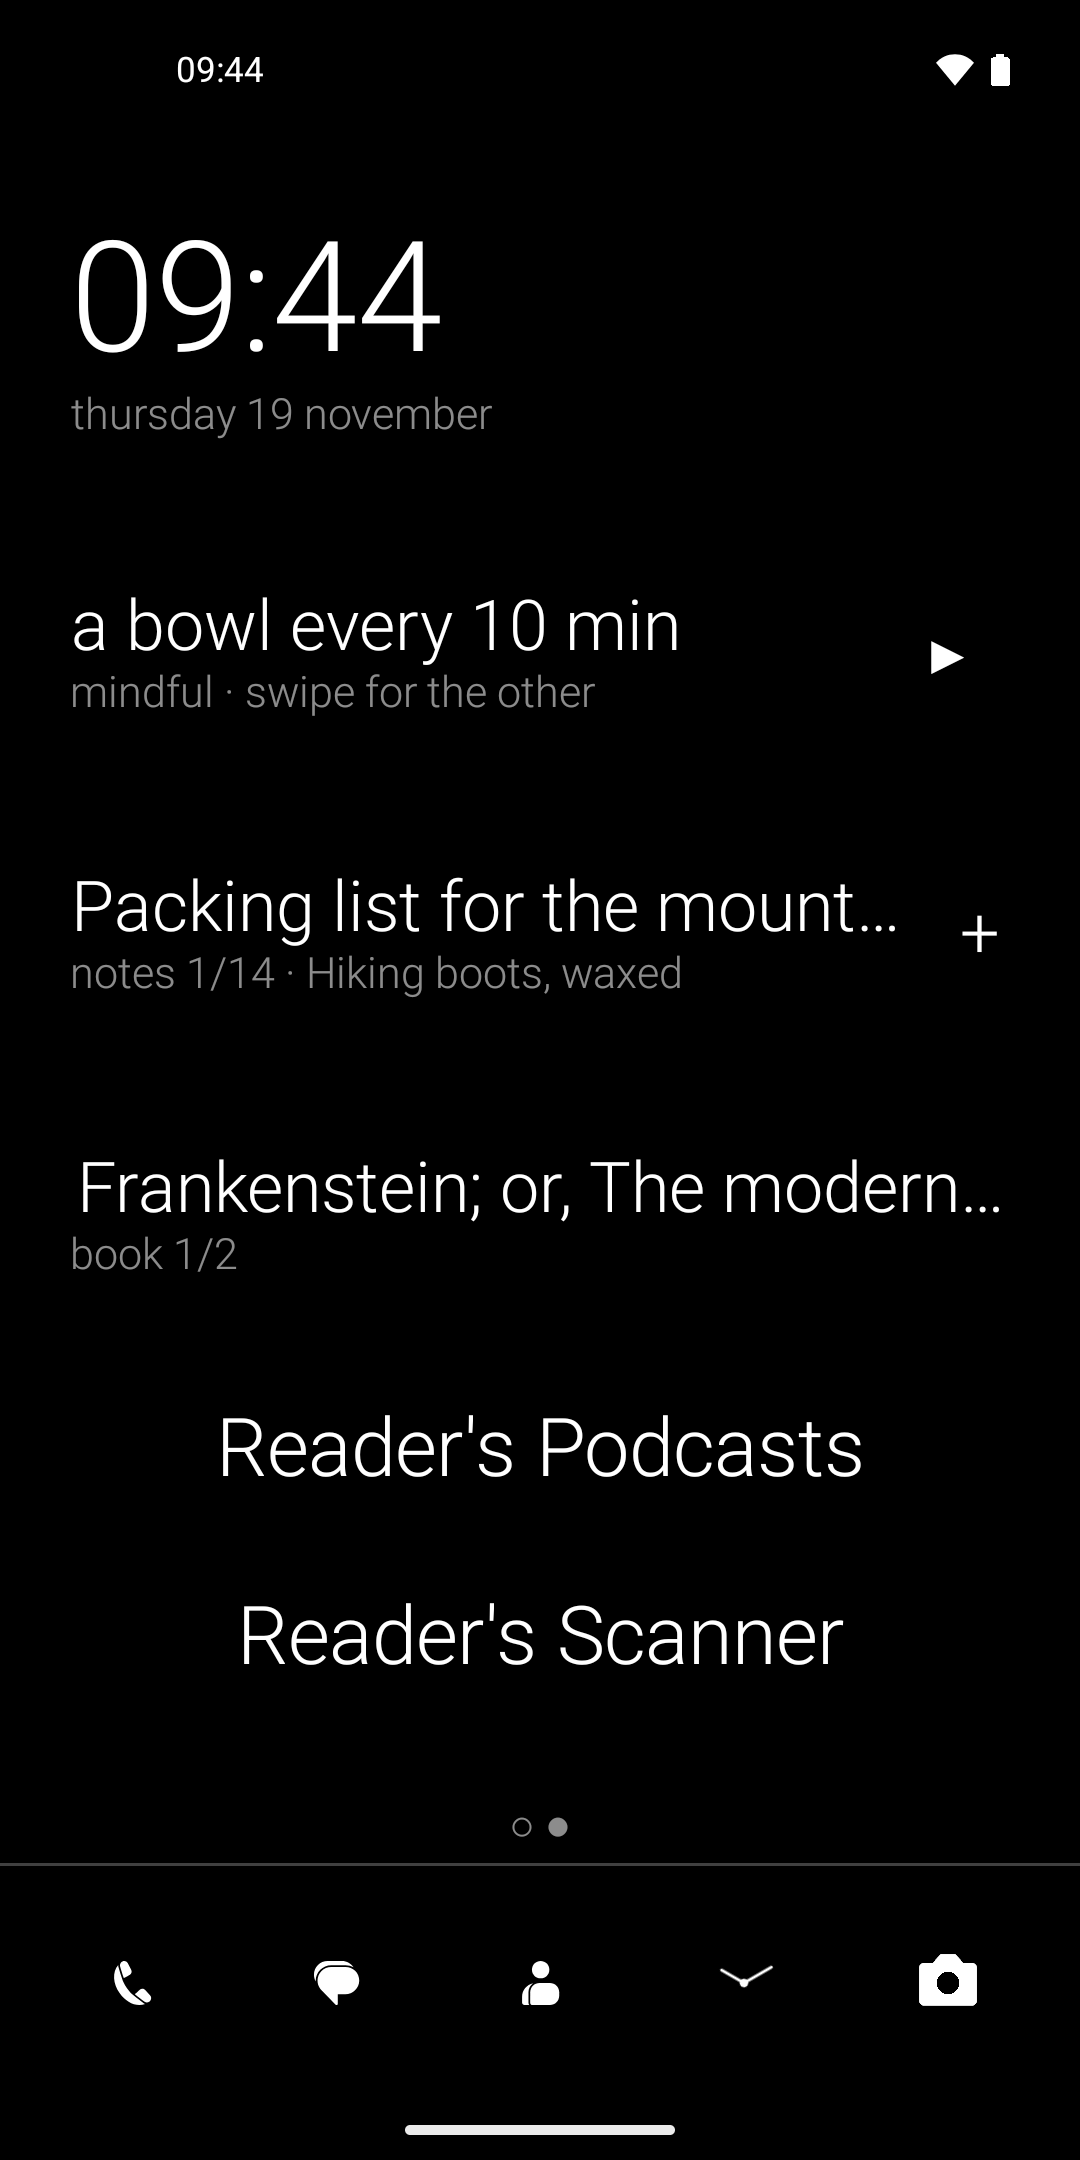 09:44
09:44
thursday 19 november
a bowl every 10 min
mindful · swipe for the other
Packing list for the mount...
notes 1/14 · Hiking boots, waxed
Frankenstein; or, The modern...
book 1/2
Reader's Podcasts
Reader's Scanner